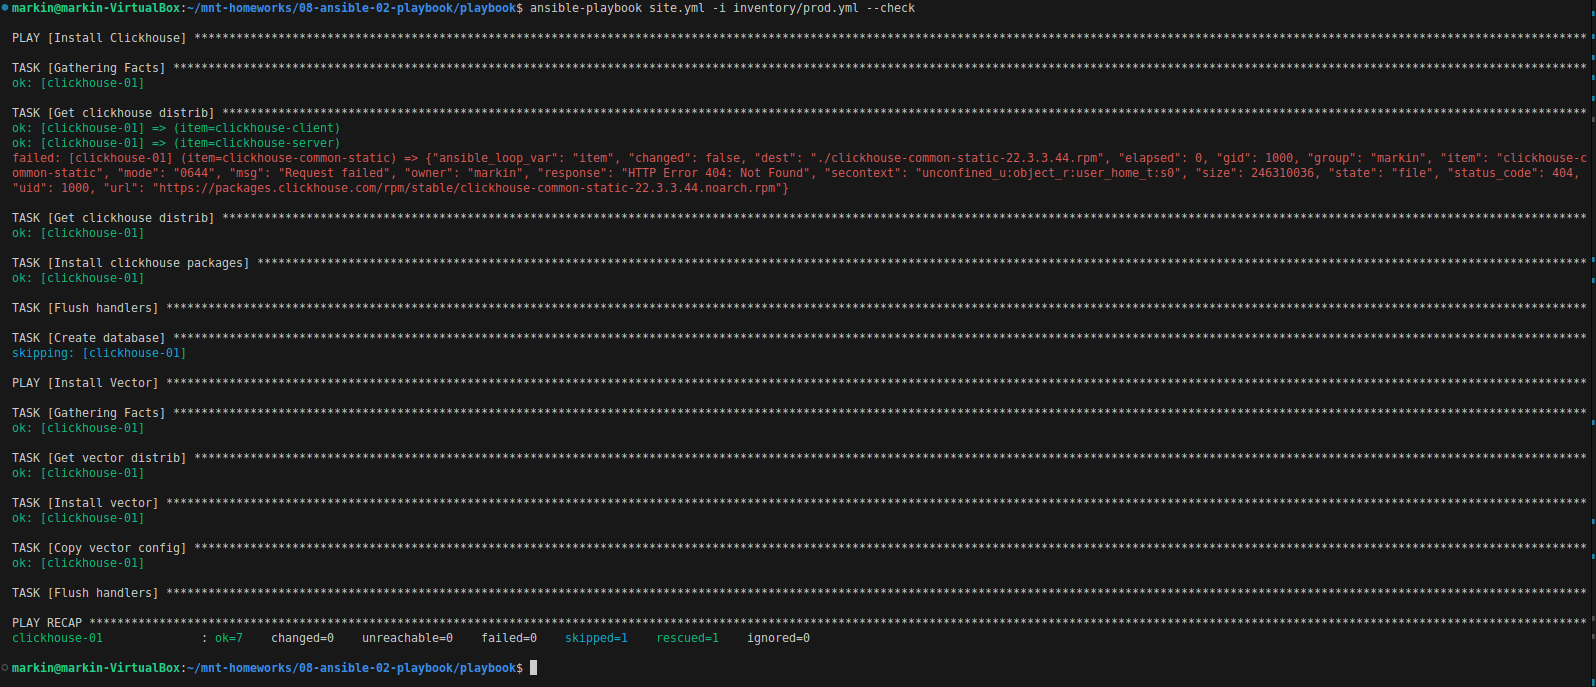 markin@markin-VirtualBox:~/mnt-homeworks/08-ansible-02-playbook/playbook$ ansible-playbook site.yml -i inventory/prod.yml --check
PLAY [Install Clickhouse] ***************************************************************************************************************************************************************************************************
TASK [Gathering Facts] ******************************************************************************************************************************************************************************************************
ok: [clickhouse-01]
TASK [Get clickhouse distrib] ***********************************************************************************************************************************************************************************************
ok: [clickhouse-01] => (item=clickhouse-client)
ok: [clickhouse-01] => (item=clickhouse-server)
failed: [clickhouse-01] (item=clickhouse-common-static) => {"ansible_loop_var": "item", "changed": false, "dest": "./clickhouse-common-static-22.3.3.44.rpm", "elapsed": 0, "gid": 1000, "group": "markin", "item": "clickhouse-c
ommon-static", "mode": "0644", "msg": "Request failed", "owner": "markin", "response": "HTTP Error 404: Not Found", "secontext": "unconfined_u:object_r:user_home_t:s0", "size": 246310036, "state": "file", "status_code": 404,
"uid": 1000, "url": "https://packages.clickhouse.com/rpm/stable/clickhouse-common-static-22.3.3.44.noarch.rpm"}
TASK [Get clickhouse distrib] ***********************************************************************************************************************************************************************************************
ok: [clickhouse-01]
TASK [Install clickhouse packages] ******************************************************************************************************************************************************************************************
ok: [clickhouse-01]
TASK [Flush handlers] *******************************************************************************************************************************************************************************************************
TASK [Create database] ******************************************************************************************************************************************************************************************************
skipping: [clickhouse-01]
PLAY [Install Vector] *******************************************************************************************************************************************************************************************************
TASK [Gathering Facts] ******************************************************************************************************************************************************************************************************
ok: [clickhouse-01]
TASK [Get vector distrib] ***************************************************************************************************************************************************************************************************
ok: [clickhouse-01]
TASK [Install vector] *******************************************************************************************************************************************************************************************************
ok: [clickhouse-01]
TASK [Copy vector config] ***************************************************************************************************************************************************************************************************
ok: [clickhouse-01]
TASK [Flush handlers] *******************************************************************************************************************************************************************************************************
PLAY RECAP ******************************************************************************************************************************************************************************************************************
clickhouse-01              : ok=7    changed=0    unreachable=0    failed=0    skipped=1    rescued=1    ignored=0
markin@markin-VirtualBox:~/mnt-homeworks/08-ansible-02-playbook/playbook$